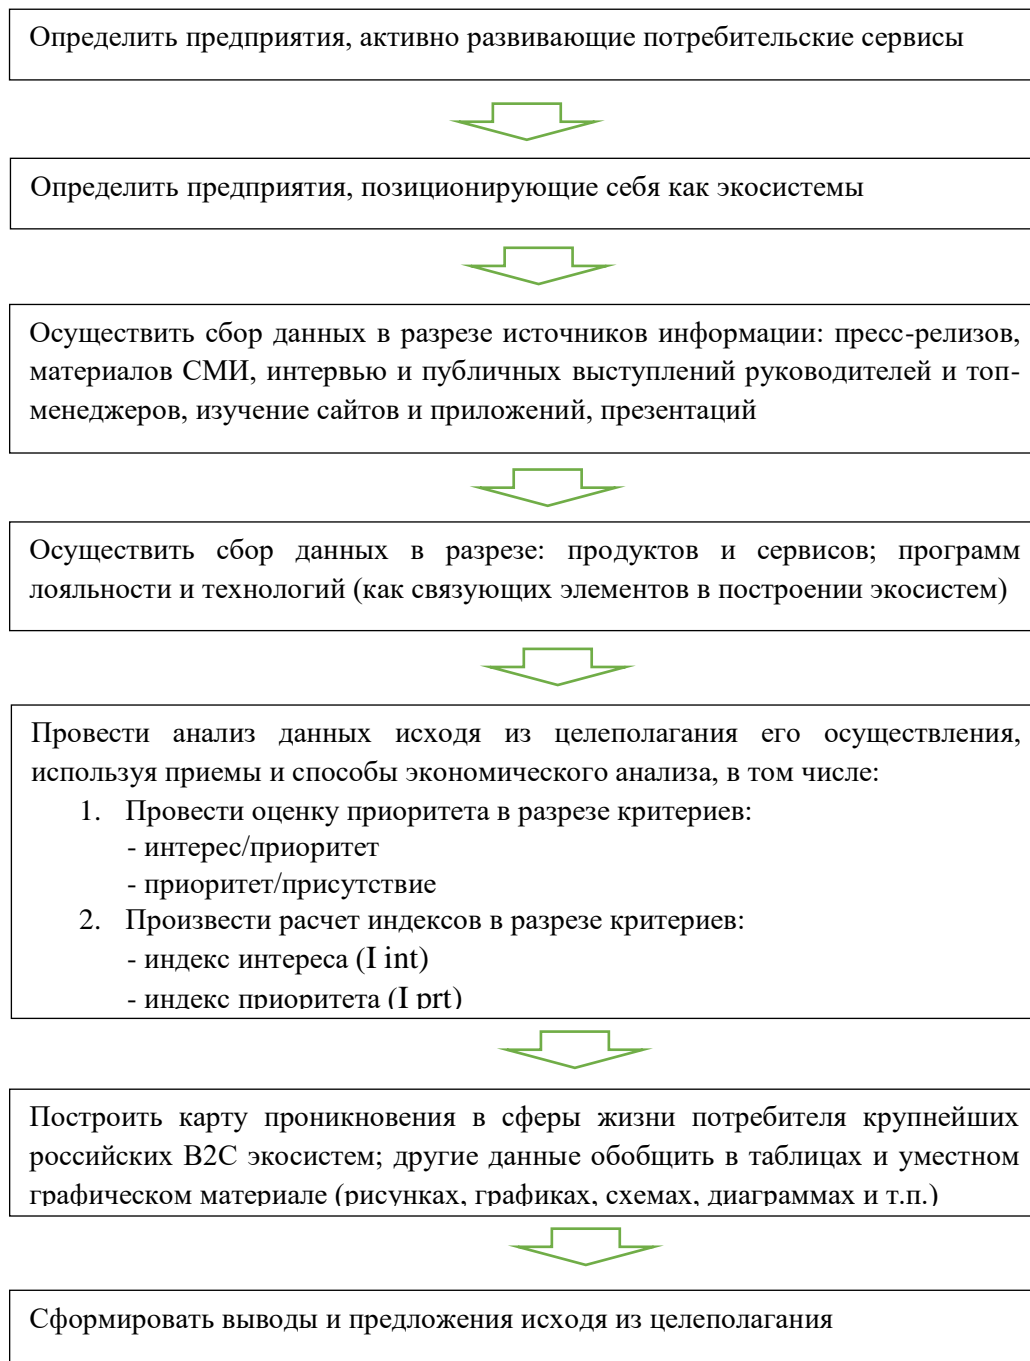 Определить предприятия, активно развивающие потребительские сервисы
Определить предприятия, позиционирующие себя как экосистемы
Осуществить сбор данных в разрезе источников информации: пресс-релизов,
материалов СМИ, интервью и публичных выступлений руководителей и топ-
менеджеров, изучение сайтов и приложений, презентаций
Осуществить сбор данных в разрезе: продуктов и сервисов; программ
лояльности и технологий (как связующих элементов в построении экосистем)
Провести анализ данных исходя из целеполагания его осуществления,
используя приемы и способы экономического анализа, в том числе:
1. Провести оценку приоритета в разрезе критериев:
- интерес/приоритет
- приоритет/присутствие
2. Произвести расчет индексов в разрезе критериев:
- индекс интереса (I int)
- индекс приоритета (I prt)
Построить карту проникновения в сферы жизни потребителя крупнейших
российских B2C экосистем; другие данные обобщить в таблицах и уместном
графическом материале (рисунках, графиках, схемах, диаграммах и т.п.)
Сформировать выводы и предложения исходя из целеполагания